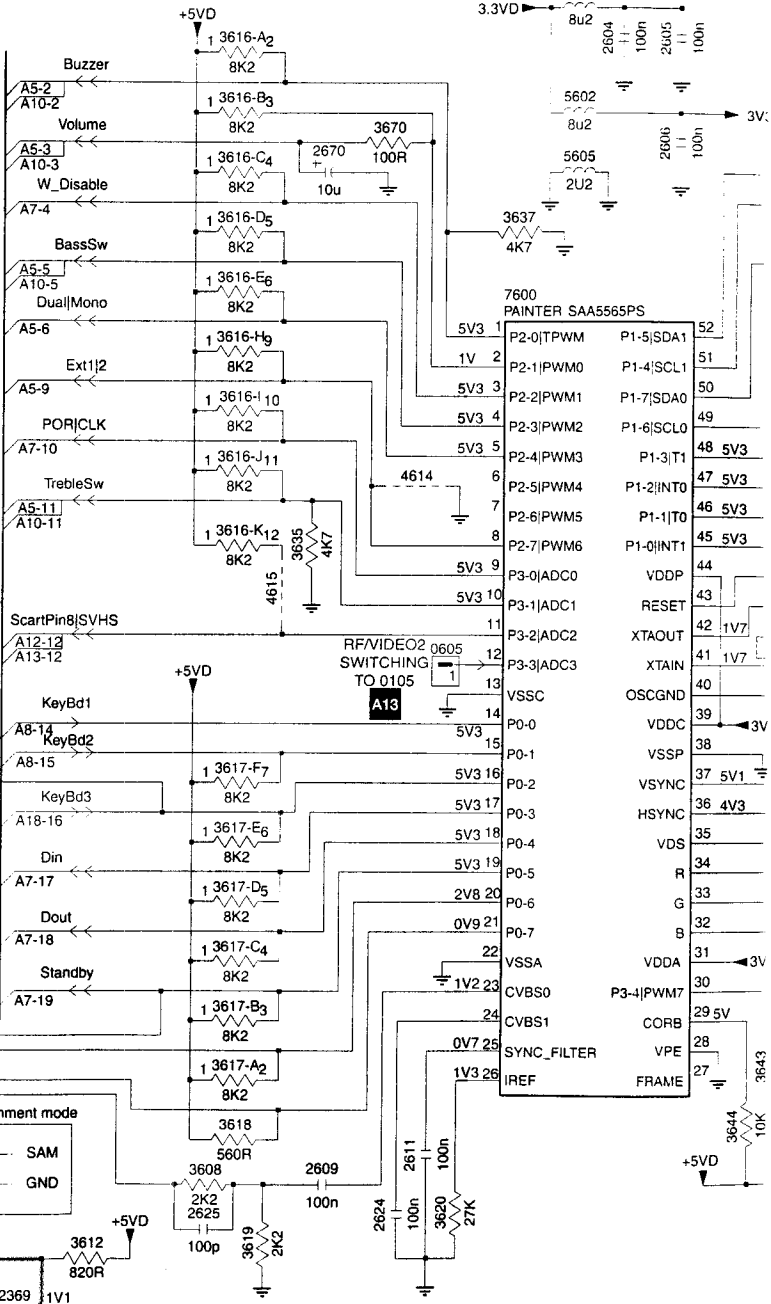 +5VD
3.3VD
8u2
2604
100n
2605
100n
1 3616-A 2
8K2
Buzzer
A5-2
A10-2
1 3616-B 3
8K2
5602
8u2
2606
100n
Volume
A5-3
A10-3
3670
100R
2670
+
10u
1 3616-C 4
8K2
5605
2U2
W_Disable
A7-4
1 3616-D 5
8K2
3637
4K7
BassSw
A5-5
A10-5
1 3616-E 6
8K2
Dual|Mono
A5-6
1 3616-H 9
8K2
Ext1|2
A5-9
1 3616-I 10
8K2
POR|CLK
A7-10
1 3616-J 11
8K2
4614
TrebleSw
A5-11
A10-11
1 3616-K 12
8K2
3635
4K7
4615
ScartPin8|SVHS
A12-12
A13-12
RF/VIDEO2
SWITCHING
TO 0105
A13
0605
1
7600
PAINTER SAA5565PS
5V3 1 P2-0|TPWM P1-5|SDA1 52
1V 2 P2-1|PWM0 P1-4|SCL1 51
5V3 3 P2-2|PWM1 P1-7|SDA0 50
5V3 4 P2-3|PWM2 P1-6|SCL0 49
5V3 5 P2-4|PWM3 P1-3|T1 48 5V3
6 P2-5|PWM4 P1-2|INT0 47 5V3
7 P2-6|PWM5 P1-1|T0 46 5V3
8 P2-7|PWM6 P1-0|INT1 45 5V3
5V3 9 P3-0|ADC0 VDDP 44
5V3 10 P3-1|ADC1 RESET 43
11 P3-2|ADC2 XTAOUT 42 1V7
12 P3-3|ADC3 XTAIN 41 1V7
13 VSSC OSCGND 40
14 5V3 P0-0 VDDC 39 3V
15 P0-1 VSSP 38
5V3 16 P0-2 VSYNC 37 5V1
5V3 17 P0-3 HSYNC 36 4V3
5V3 18 P0-4 VDS 35
5V3 19 P0-5 R 34
2V8 20 P0-6 G 33
0V9 21 P0-7 B 32
22 VSSA VDDA 31 3V
1V2 23 CVBS0 P3-4|PWM7 30
24 CVBS1 CORB 29 5V
0V7 25 SYNC_FILTER VPE 28
1V3 26 IREF FRAME 27
+5VD
KeyBd1
A8-14
KeyBd2
A8-15
1 3617-F 7
8K2
KeyBd3
A18-16
1 3617-E 6
8K2
Din
A7-17
1 3617-D 5
8K2
Dout
A7-18
1 3617-C 4
8K2
Standby
A7-19
1 3617-B 3
8K2
1 3617-A 2
8K2
3618
560R
nment mode
SAM
GND
3608
2K2
2625
100p
2609
100n
3619
2K2
2611
100n
2624
100n
3620
27K
3643
3644
10K
+5VD
+5VD
3612
820R
2369
1V1